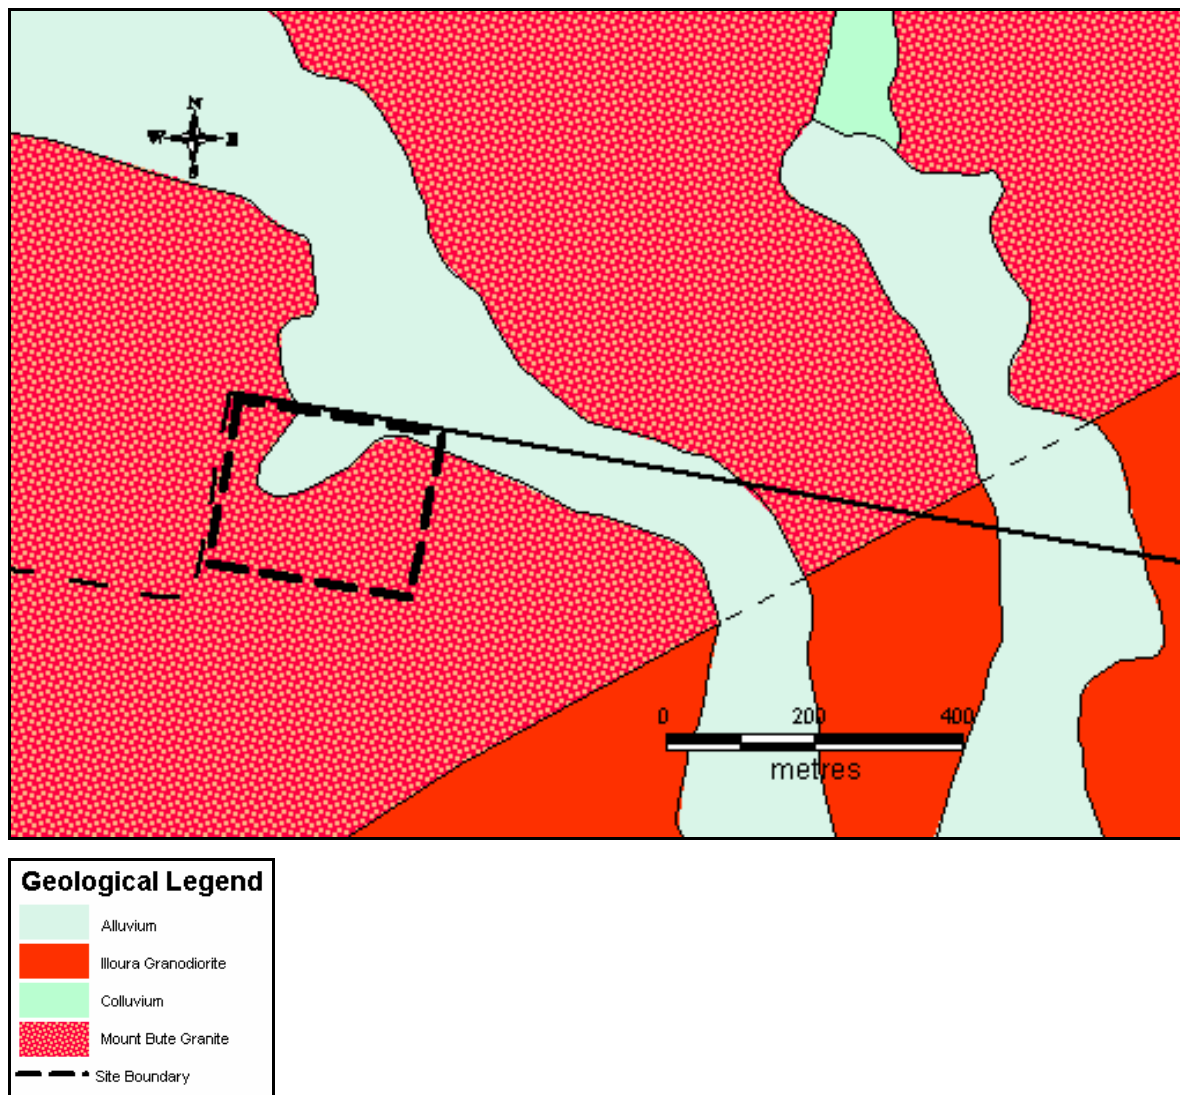 N
W E
S
0 200 400
metres
Geological Legend
Alluvium
Illoura Granodiorite
Colluvium
Mount Bute Granite
Site Boundary